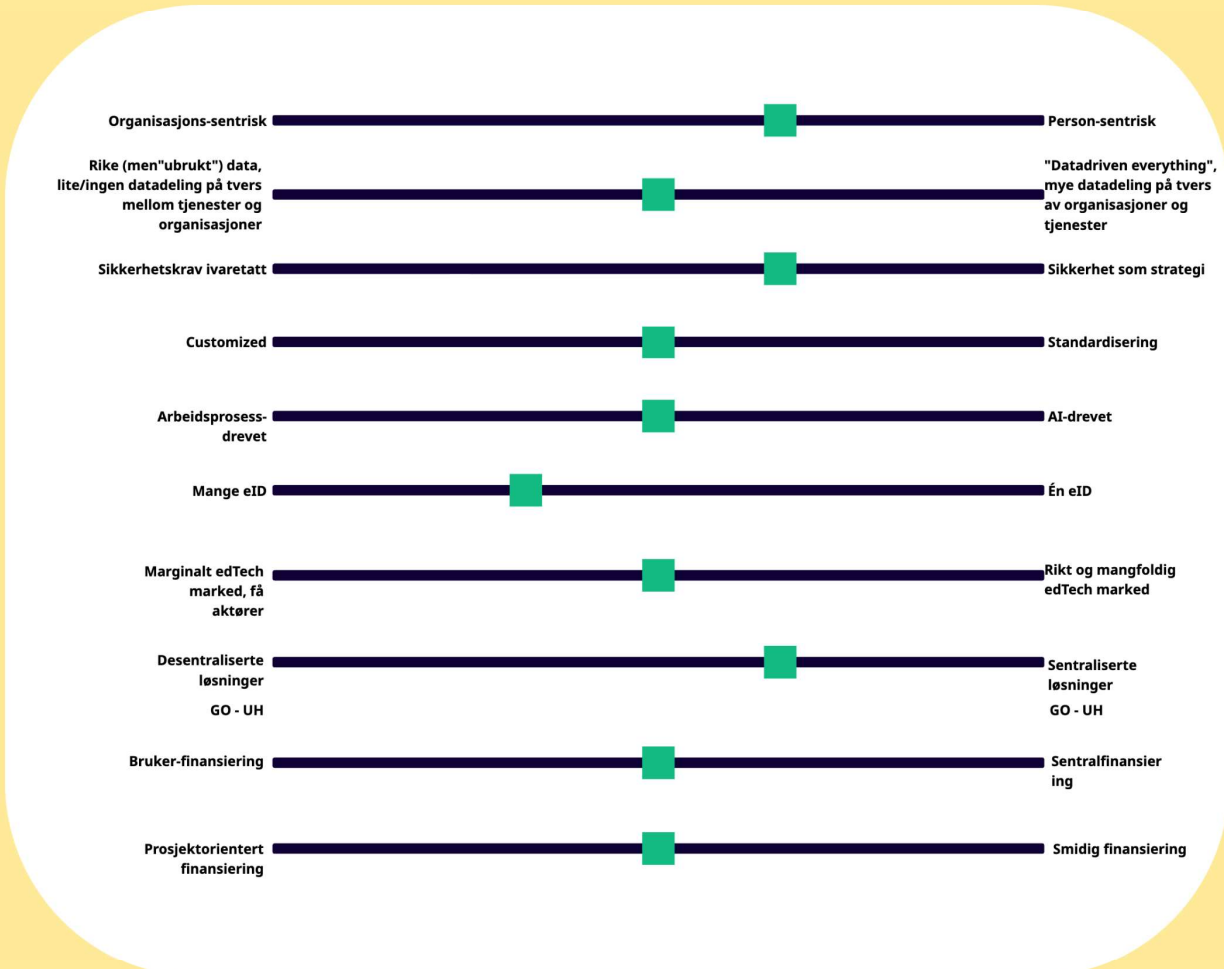 Organisasjons-sentrisk
Person-sentrisk
Rike (men"ubrukt") data,
lite/ingen datadeling på tvers
mellom tjenester og
organisasjoner
"Datadriven everything",
mye datadeling på tvers
av organisasjoner og
tjenester
Sikkerhetskrav ivaretatt
Sikkerhet som strategi
Customized
Standardisering
Arbeidsprosess-
drevet
AI-drevet
Mange eID
Én eID
Marginalt edTech
marked, få
aktører
Rikt og mangfoldig
edTech marked
Desentraliserte
løsninger
GO - UH
Sentraliserte
løsninger
GO - UH
Bruker-finansiering
Sentralfinansier
ing
Prosjektorientert
finansiering
Smidig finansiering